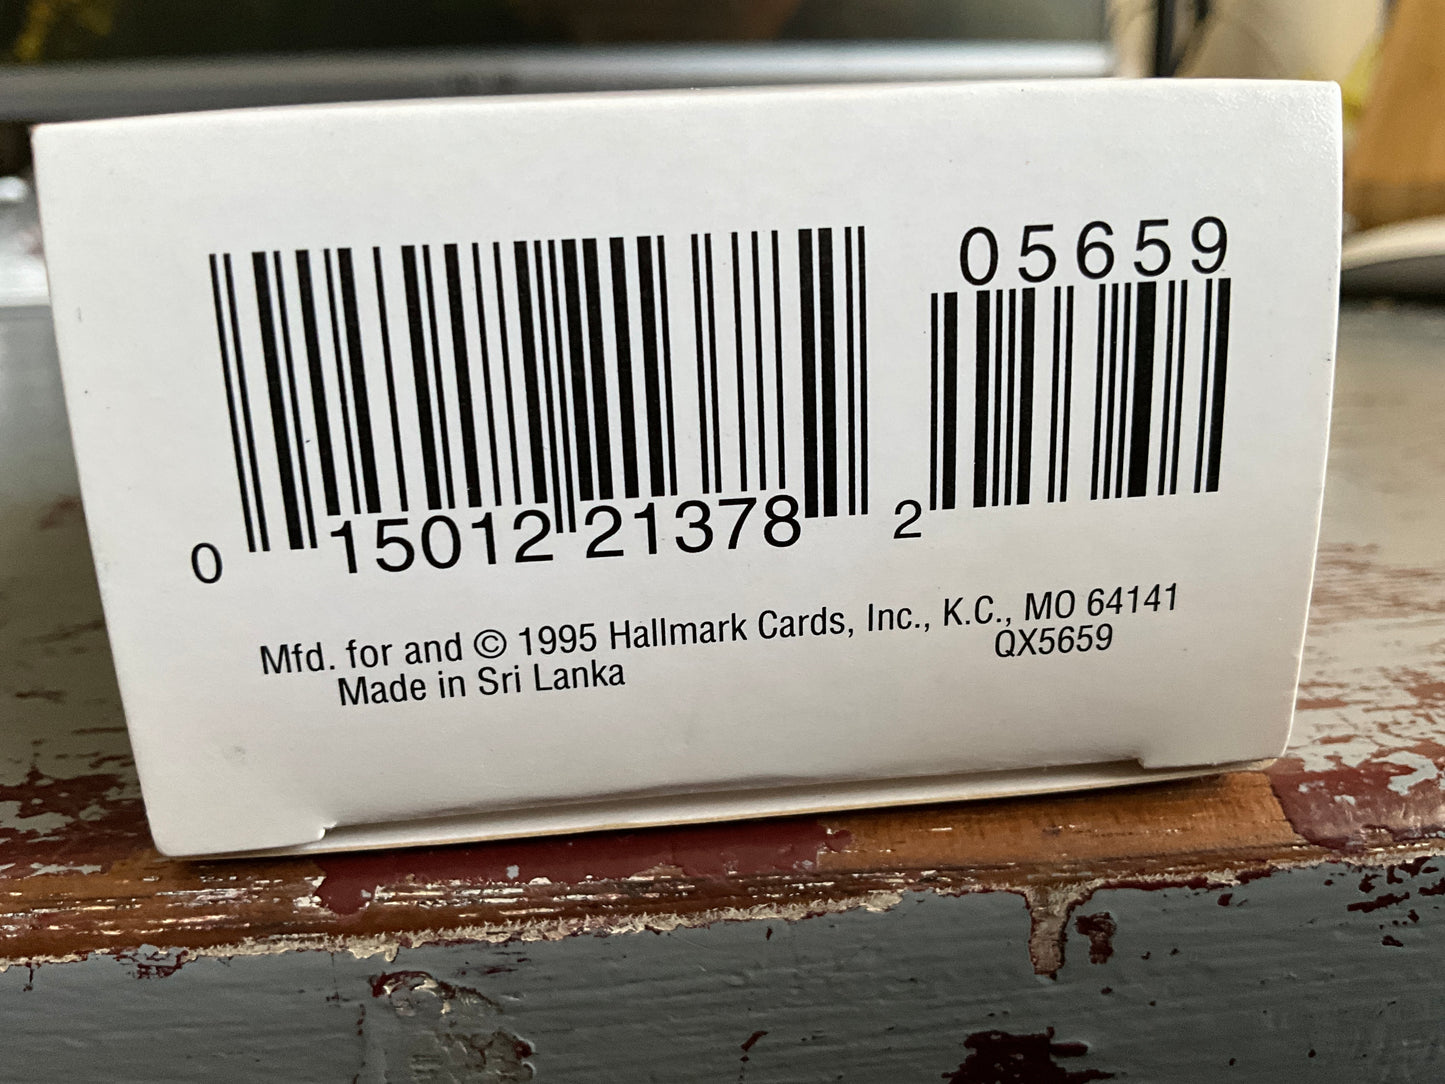 05659
0 15012 21378 2
Mfd. for and © 1995 Hallmark Cards, Inc., K.C., MO 64141
Made in Sri Lanka QX5659